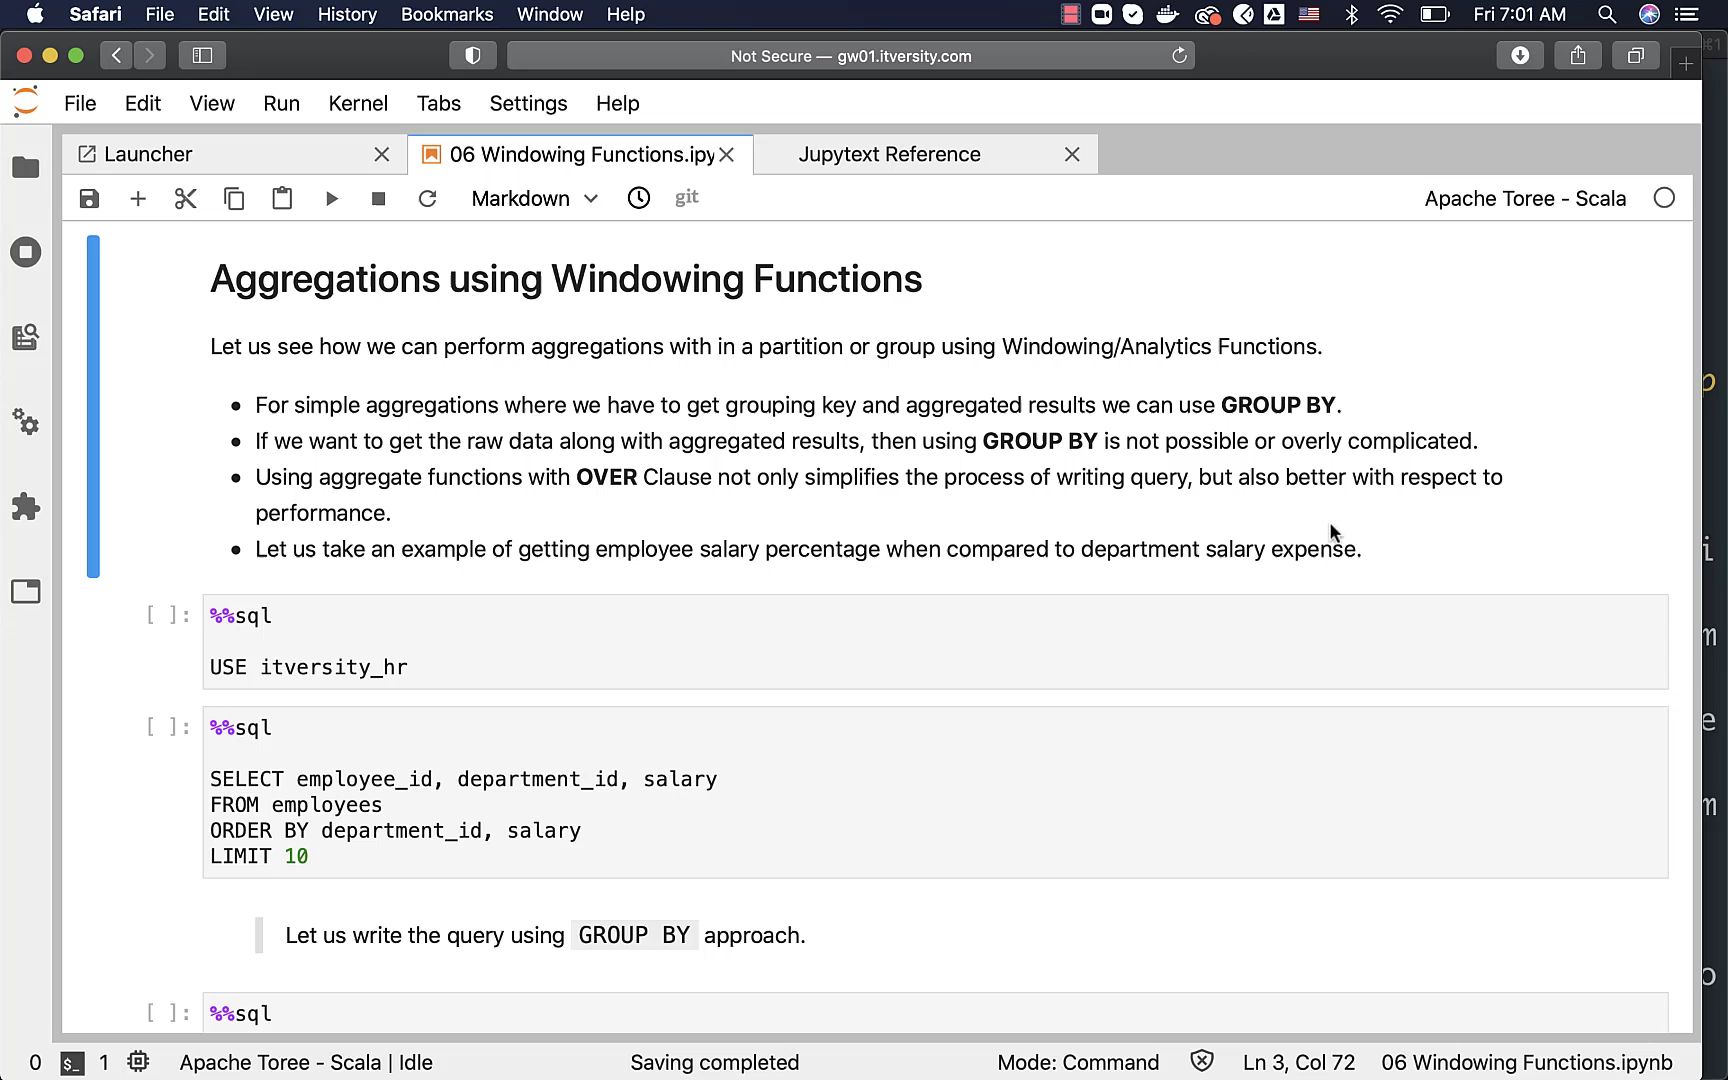 Safari File Edit View History Bookmarks Window Help Fri 7:01 AM
Not Secure — gw01.itversity.com
⌘1
File Edit View Run Kernel Tabs Settings Help
Launcher 06 Windowing Functions.ipy Jupytext Reference
Markdown git Apache Toree - Scala
Aggregations using Windowing Functions
Let us see how we can perform aggregations with in a partition or group using Windowing/Analytics Functions.
• For simple aggregations where we have to get grouping key and aggregated results we can use GROUP BY.
• If we want to get the raw data along with aggregated results, then using GROUP BY is not possible or overly complicated.
• Using aggregate functions with OVER Clause not only simplifies the process of writing query, but also better with respect to
performance.
• Let us take an example of getting employee salary percentage when compared to department salary expense.
[ ]: %%sql
USE itversity_hr
[ ]: %%sql
SELECT employee_id, department_id, salary
FROM employees
ORDER BY department_id, salary
LIMIT 10
Let us write the query using GROUP BY approach.
[ ]: %%sql
0 $_ 1 Apache Toree - Scala | Idle Saving completed Mode: Command Ln 3, Col 72 06 Windowing Functions.ipynb